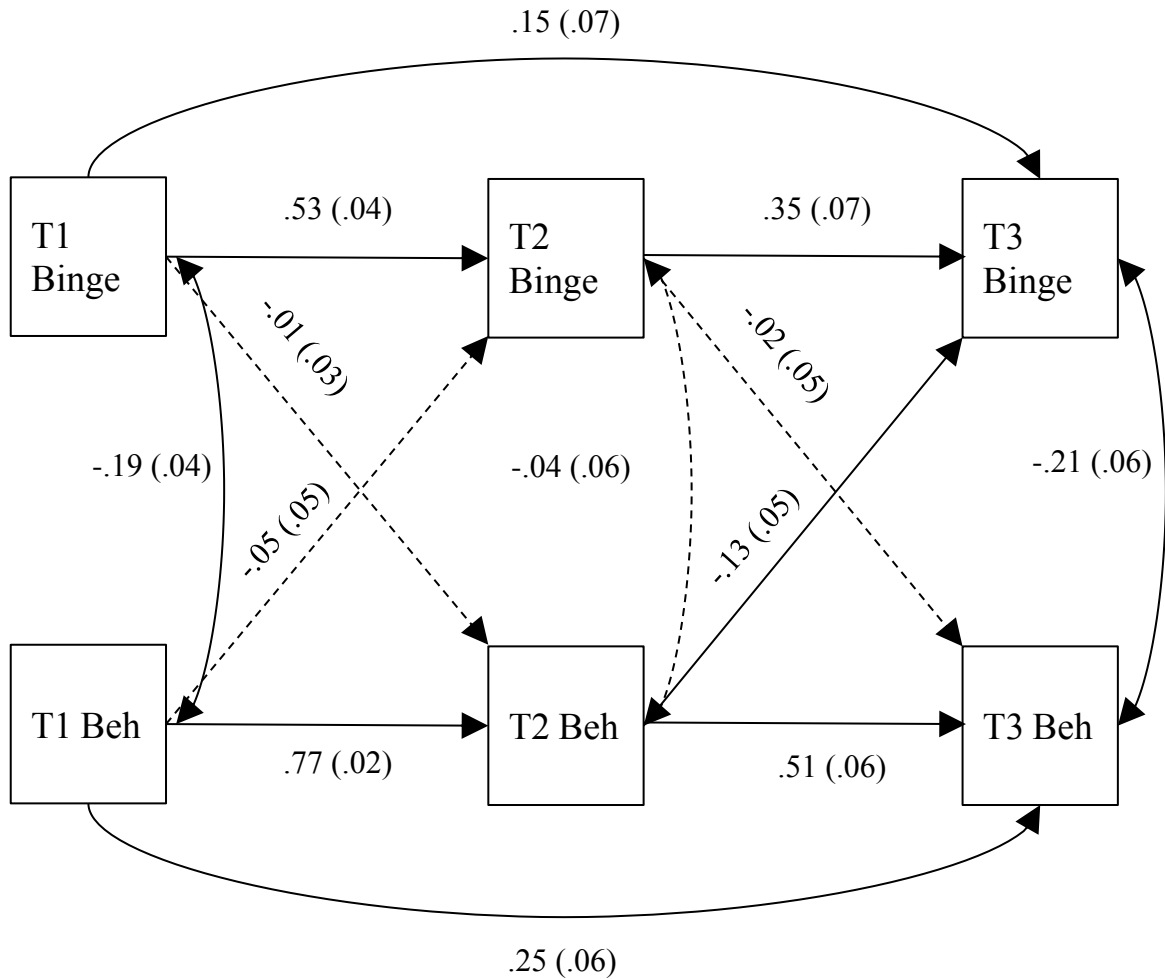 .15 (.07)
T1
Binge
.53 (.04)
T2
Binge
.35 (.07)
T3
Binge
-.01 (.03)
-.02 (.05)
-.19 (.04)
-.05 (.05)
-.04 (.06)
-.13 (.05)
-.21 (.06)
T1 Beh
.77 (.02)
T2 Beh
.51 (.06)
T3 Beh
.25 (.06)